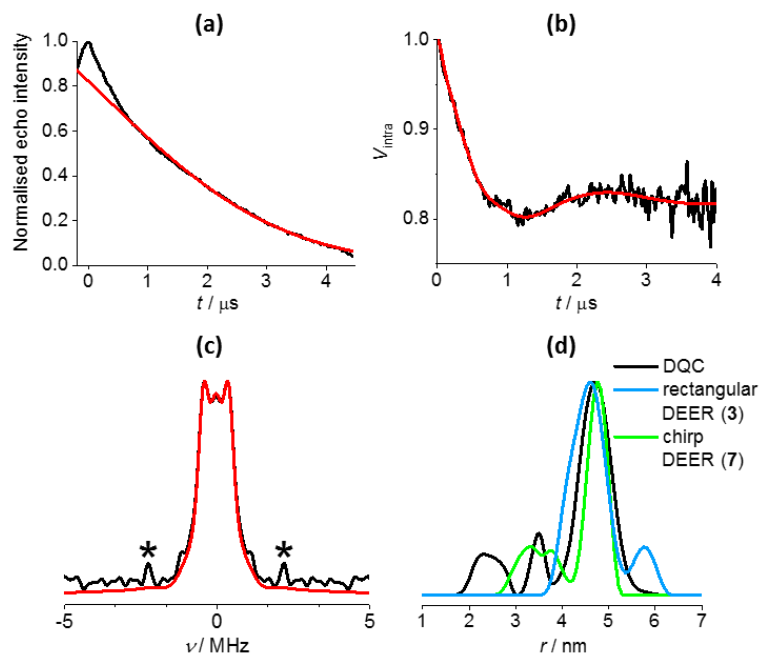 (a)
Normalised echo intensity
1.0
0.8
0.6
0.4
0.2
0.0
0 1 2 3 4
t / μs
(b)
V intra
1.0
0.9
0.8
0 1 2 3 4
t / μs
(c)
* *
-5 0 5
ν / MHz
(d)
DQC
rectangular
DEER (3)
chirp
DEER (7)
1 2 3 4 5 6 7
r / nm